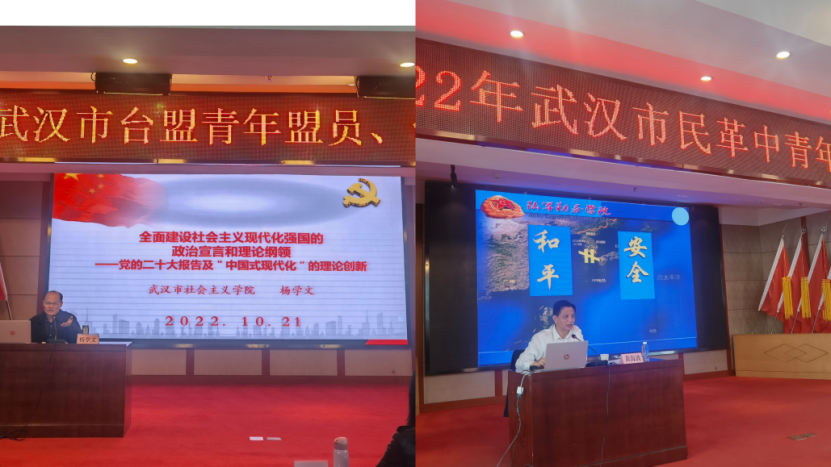 武汉市台盟青年盟员、
全面建设社会主义现代化强国的
政治宣言和理论纲领
——党的二十大报告及“中国式现代化”的理论创新
武汉市社会主义学院 杨学文
2022. 10.21
杨学文
22年武汉市民革中青年
和平
安全